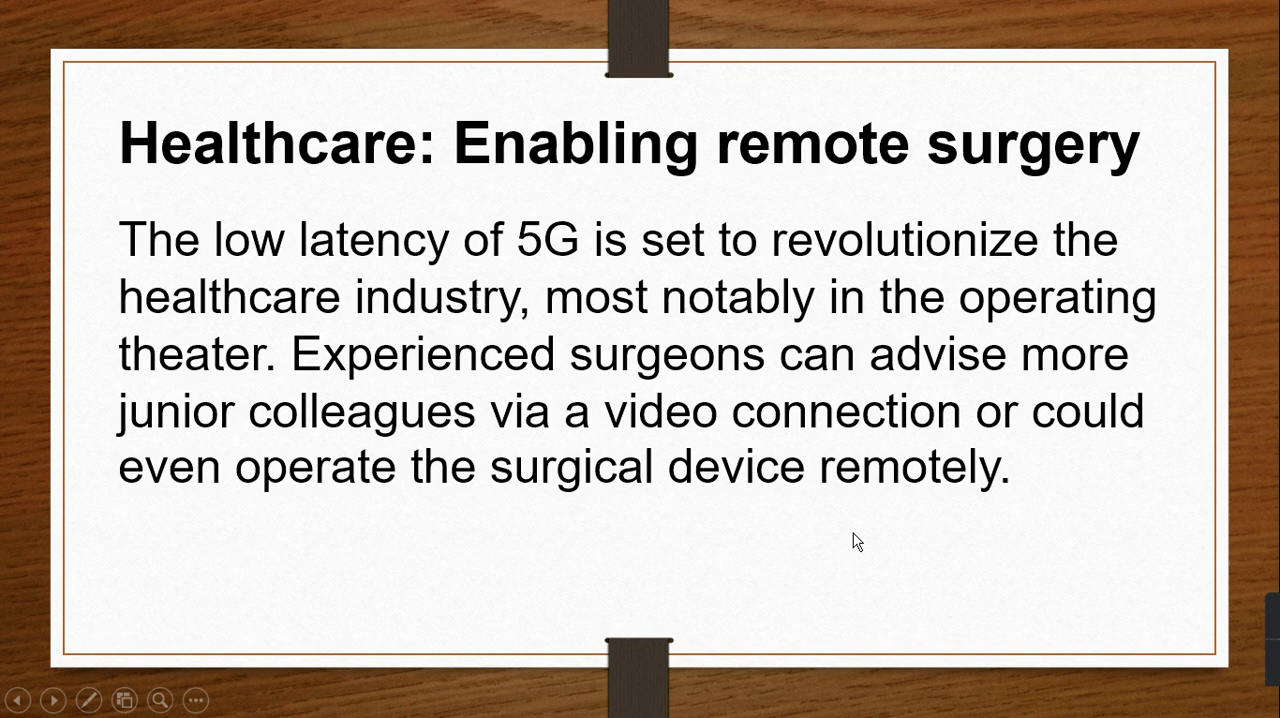 Healthcare: Enabling remote surgery
The low latency of 5G is set to revolutionize the
healthcare industry, most notably in the operating
theater. Experienced surgeons can advise more
junior colleagues via a video connection or could
even operate the surgical device remotely.